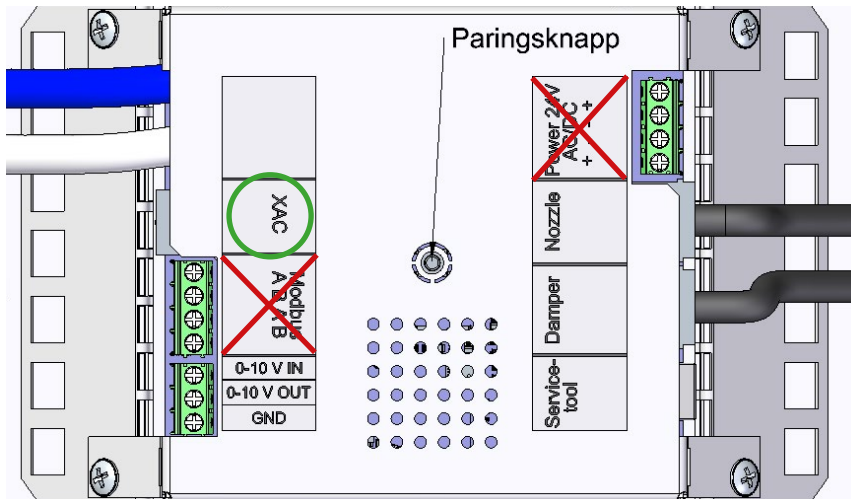 Paringsknapp
XAC
Modbus
A B A B
0-10 V IN
0-10 V OUT
GND
Power 24V
AC/DC
+ - +
Nozzle
Damper
Service-
tool